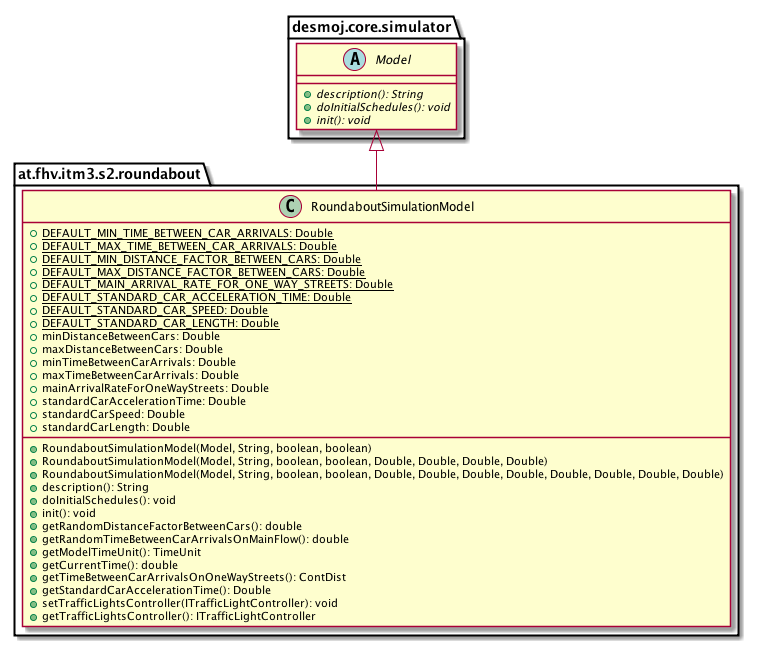 desmoj.core.simulator
A Model
description(): String
doInitialSchedules(): void
init(): void
at.fhv.itm3.s2.roundabout
C RoundaboutSimulationModel
DEFAULT_MIN_TIME_BETWEEN_CAR_ARRIVALS: Double
DEFAULT_MAX_TIME_BETWEEN_CAR_ARRIVALS: Double
DEFAULT_MIN_DISTANCE_FACTOR_BETWEEN_CARS: Double
DEFAULT_MAX_DISTANCE_FACTOR_BETWEEN_CARS: Double
DEFAULT_MAIN_ARRIVAL_RATE_FOR_ONE_WAY_STREETS: Double
DEFAULT_STANDARD_CAR_ACCELERATION_TIME: Double
DEFAULT_STANDARD_CAR_SPEED: Double
DEFAULT_STANDARD_CAR_LENGTH: Double
minDistanceBetweenCars: Double
maxDistanceBetweenCars: Double
minTimeBetweenCarArrivals: Double
maxTimeBetweenCarArrivals: Double
mainArrivalRateForOneWayStreets: Double
standardCarAccelerationTime: Double
standardCarSpeed: Double
standardCarLength: Double
RoundaboutSimulationModel(Model, String, boolean, boolean)
RoundaboutSimulationModel(Model, String, boolean, boolean, Double, Double, Double, Double)
RoundaboutSimulationModel(Model, String, boolean, boolean, Double, Double, Double, Double, Double, Double, Double, Double)
description(): String
doInitialSchedules(): void
init(): void
getRandomDistanceFactorBetweenCars(): double
getRandomTimeBetweenCarArrivalsOnMainFlow(): double
getModelTimeUnit(): TimeUnit
getCurrentTime(): double
getTimeBetweenCarArrivalsOnOneWayStreets(): ContDist
getStandardCarAccelerationTime(): Double
setTrafficLightsController(ITrafficLightController): void
getTrafficLightsController(): ITrafficLightController